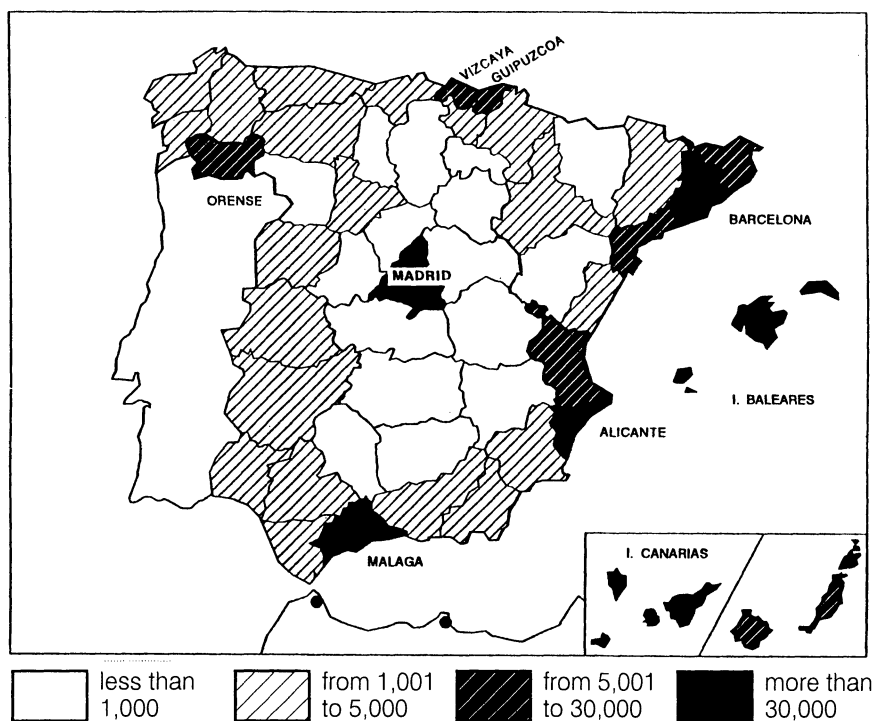 VIZCAYA
GUIPUZCOA
ORENSE
BARCELONA
MADRID
I. BALEARES
ALICANTE
MALAGA
I. CANARIAS
less than
1,000
from 1,001
to 5,000
from 5,001
to 30,000
more than
30,000